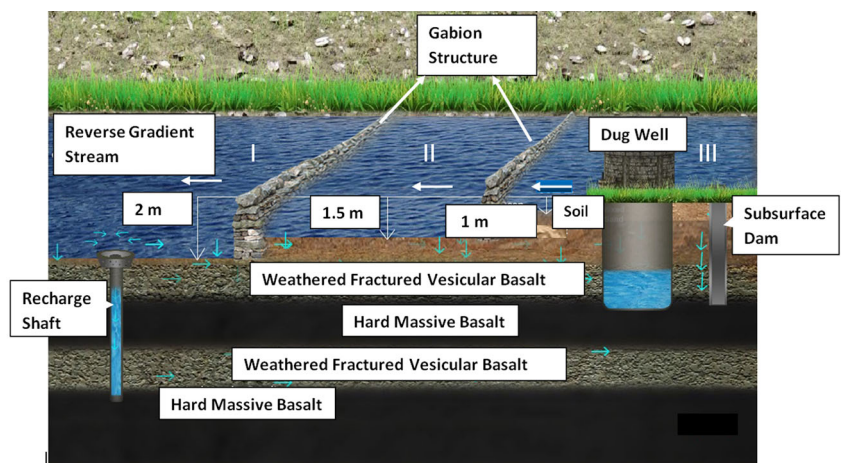 Gabion
Structure
Reverse Gradient
Stream
I
II
Dug Well
III
2 m
1.5 m
1 m
Soil
Subsurface
Dam
Weathered Fractured Vesicular Basalt
Recharge
Shaft
Hard Massive Basalt
Weathered Fractured Vesicular Basalt
Hard Massive Basalt